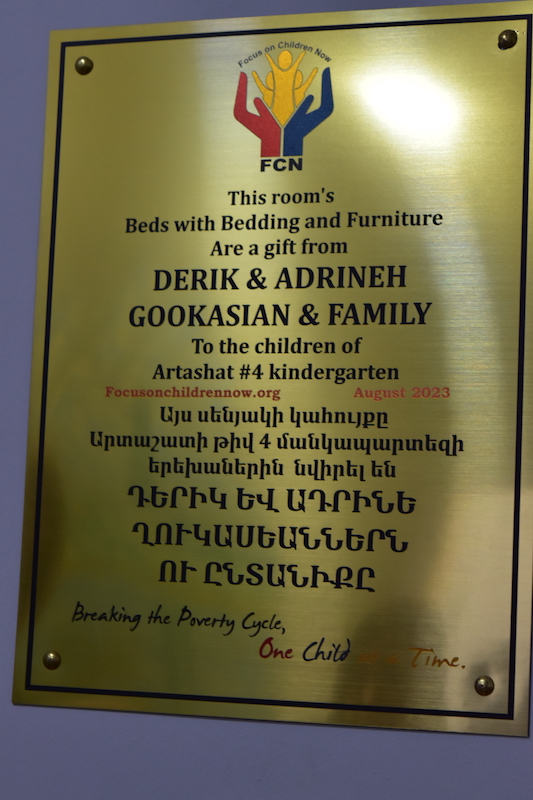 Focus on Children Now
FCN
This room's
Beds with Bedding and Furniture
Are a gift from
DERIK & ADRINEH
GOOKASIAN & FAMILY
To the children of
Artashat #4 kindergarten
Focusonchildrennow.org August 2023
Այս սենյակի կահույքը
Արտաշատի թիվ 4 մանկապարտեզի
երեխաներին նվիրել են
ԴԵՐԻԿ ԵՎ ԱԴՐԻՆԵ
ՂՈՒԿԱՍԵԱՆՆԵՐՆ
ՈՒ ԸՆՏԱՆԻՔԸ
Breaking the Poverty Cycle,
One Child at a Time.